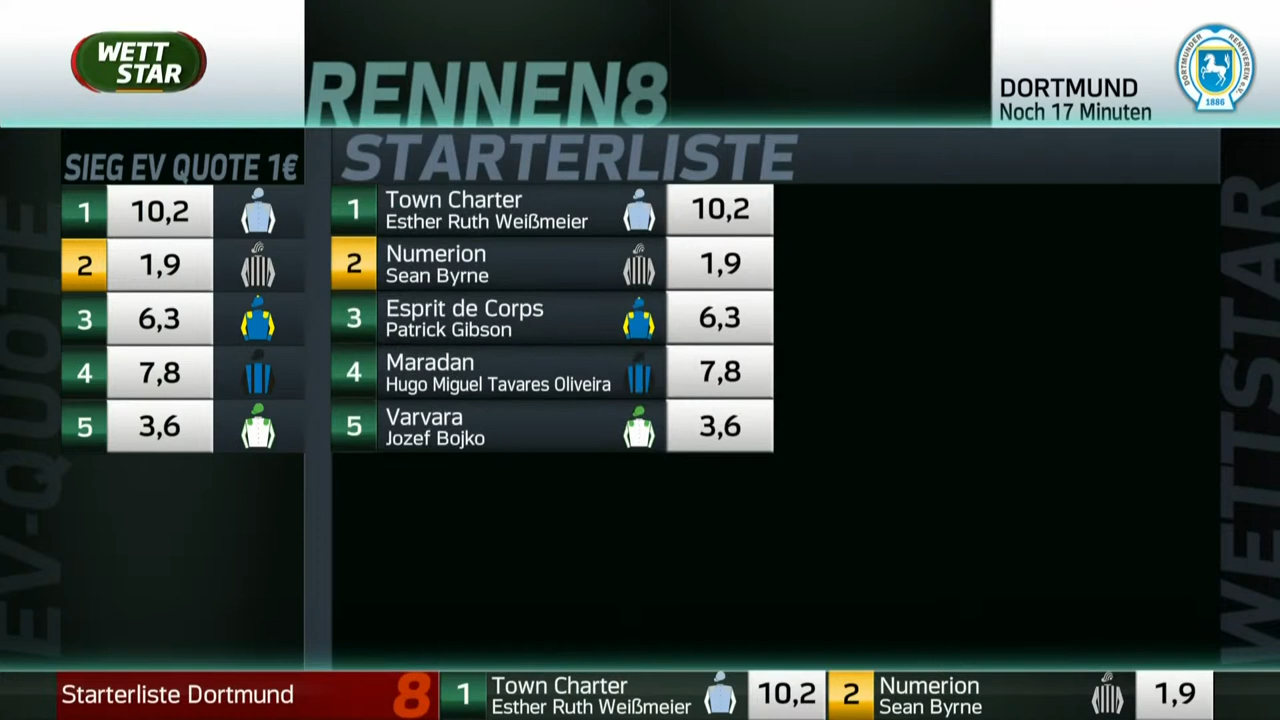 WETT
STAR
RENNEN8
DORTMUND
Noch 17 Minuten
DORTMUNDER RENNVEREIN e.V.
1886
SIEG EV QUOTE 1€
1 10,2
2 1,9
3 6,3
4 7,8
5 3,6
STARTERLISTE
1 Town Charter 10,2
Esther Ruth Weißmeier
2 Numerion 1,9
Sean Byrne
3 Esprit de Corps 6,3
Patrick Gibson
4 Maradan 7,8
Hugo Miguel Tavares Oliveira
5 Varvara 3,6
Jozef Bojko
EV-QUOTE
WETTSTAR
Starterliste Dortmund 8
1 Town Charter 10,2
Esther Ruth Weißmeier
2 Numerion 1,9
Sean Byrne